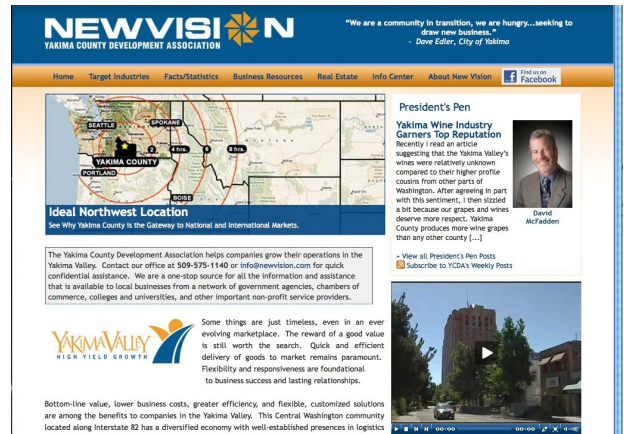 NEWVISION
YAKIMA COUNTY DEVELOPMENT ASSOCIATION
"We are a community in transition, we are hungry...seeking to
draw new business."
- Dave Edler, City of Yakima
Home Target Industries Facts/Statistics Business Resources Real Estate Info Center About New Vision
Find us on
Facebook
SEATTLE
SPOKANE
YAKIMA COUNTY
2 4 hrs. 6 8 hrs.
PORTLAND
BOISE
Ideal Northwest Location
See Why Yakima County is the Gateway to National and International Markets.
President's Pen
Yakima Wine Industry
Garners Top Reputation
Recently I read an article
suggesting that the Yakima Valley's
wines were relatively unknown
compared to their higher profile
cousins from other parts of
Washington. After agreeing in part
with this sentiment, I then sizzled
a bit because our grapes and wines
deserve more respect. Yakima
County produces more wine grapes
than any other county [...]
David
McFadden
» View all President's Pen Posts
Subscribe to YCDA's Weekly Posts
The Yakima County Development Association helps companies grow their operations in the
Yakima Valley. Contact our office at 509-575-1140 or info@newvision.com for quick
confidential assistance. We are a one-stop source for all the information and assistance
that is available to local businesses from a network of government agencies, chambers of
commerce, colleges and universities, and other important non-profit service providers.
YAKIMA VALLEY
HIGH YIELD GROWTH
Some things are just timeless, even in an ever
evolving marketplace. The reward of a good value
is still worth the search. Quick and efficient
delivery of goods to market remains paramount.
Flexibility and responsiveness are foundational
to business success and lasting relationships.
Bottom-line value, lower business costs, greater efficiency, and flexible, customized solutions
are among the benefits to companies in the Yakima Valley. This Central Washington community
located along Interstate 82 has a diversified economy with well-established presences in logistics
00:00 00:00